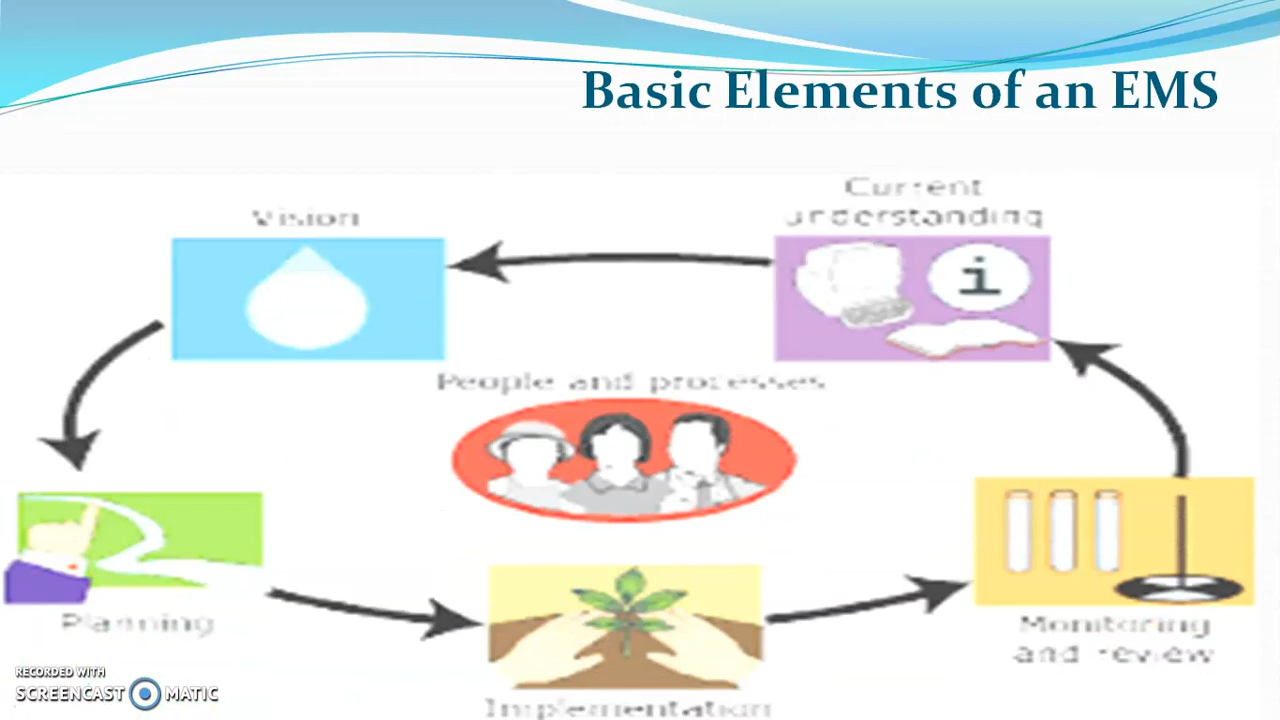 Basic Elements of an EMS
Current
understanding
Vision
i
People and processes
Planning
Monitoring
and review
RECORDED WITH
SCREENCAST MATIC
Implementation